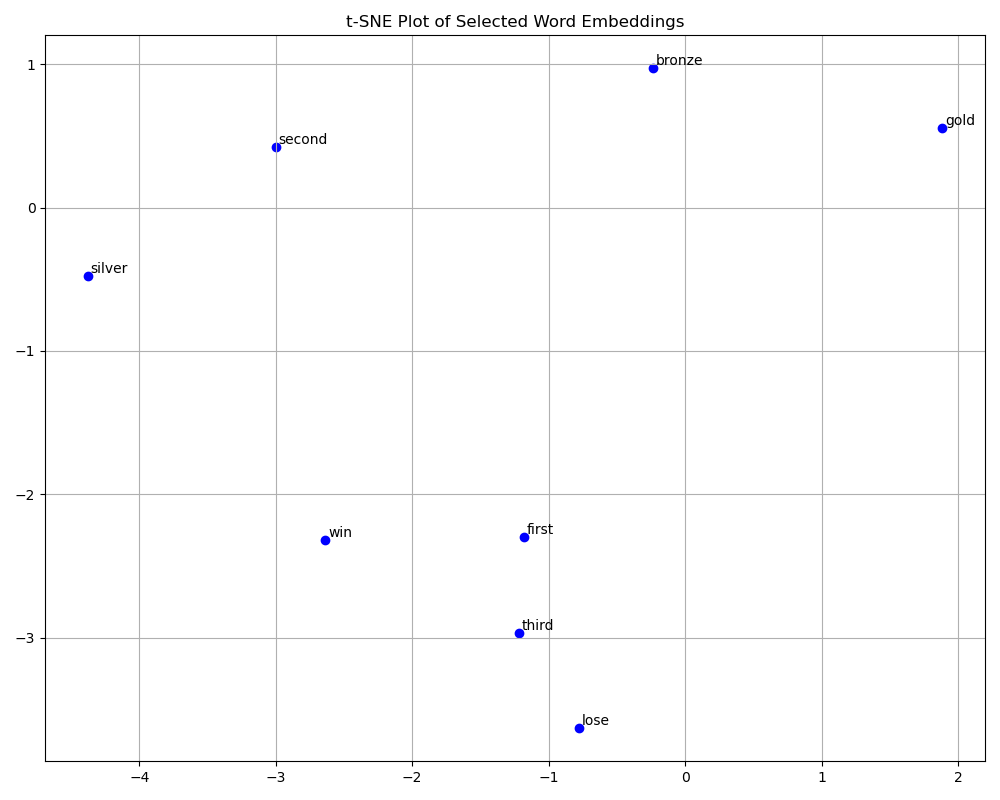 t-SNE Plot of Selected Word Embeddings
bronze
gold
second
silver
win
first
third
lose
1
0
−1
−2
−3
−4
−3
−2
−1
0
1
2